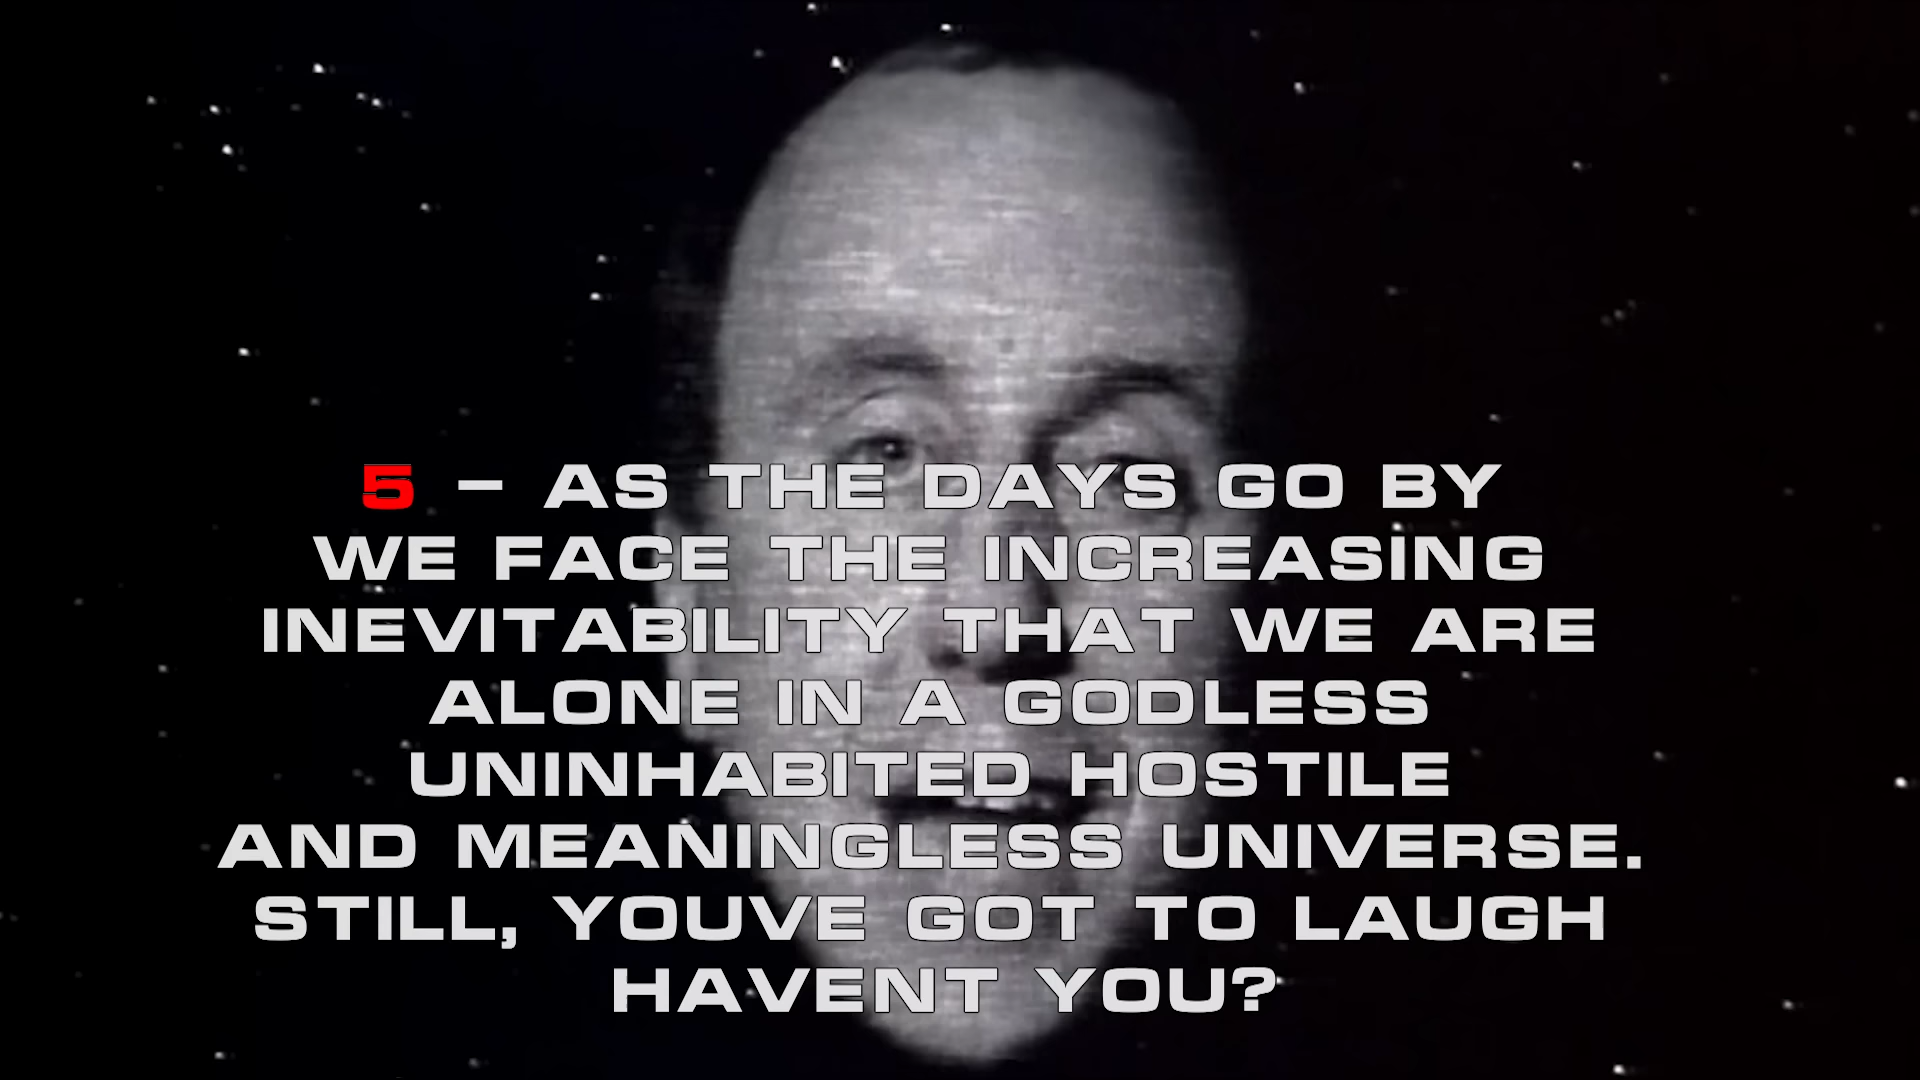 5 - AS THE DAYS GO BY
WE FACE THE INCREASING
INEVITABILITY THAT WE ARE
ALONE IN A GODLESS
UNINHABITED HOSTILE
AND MEANINGLESS UNIVERSE.
STILL, YOUVE GOT TO LAUGH
HAVENT YOU?